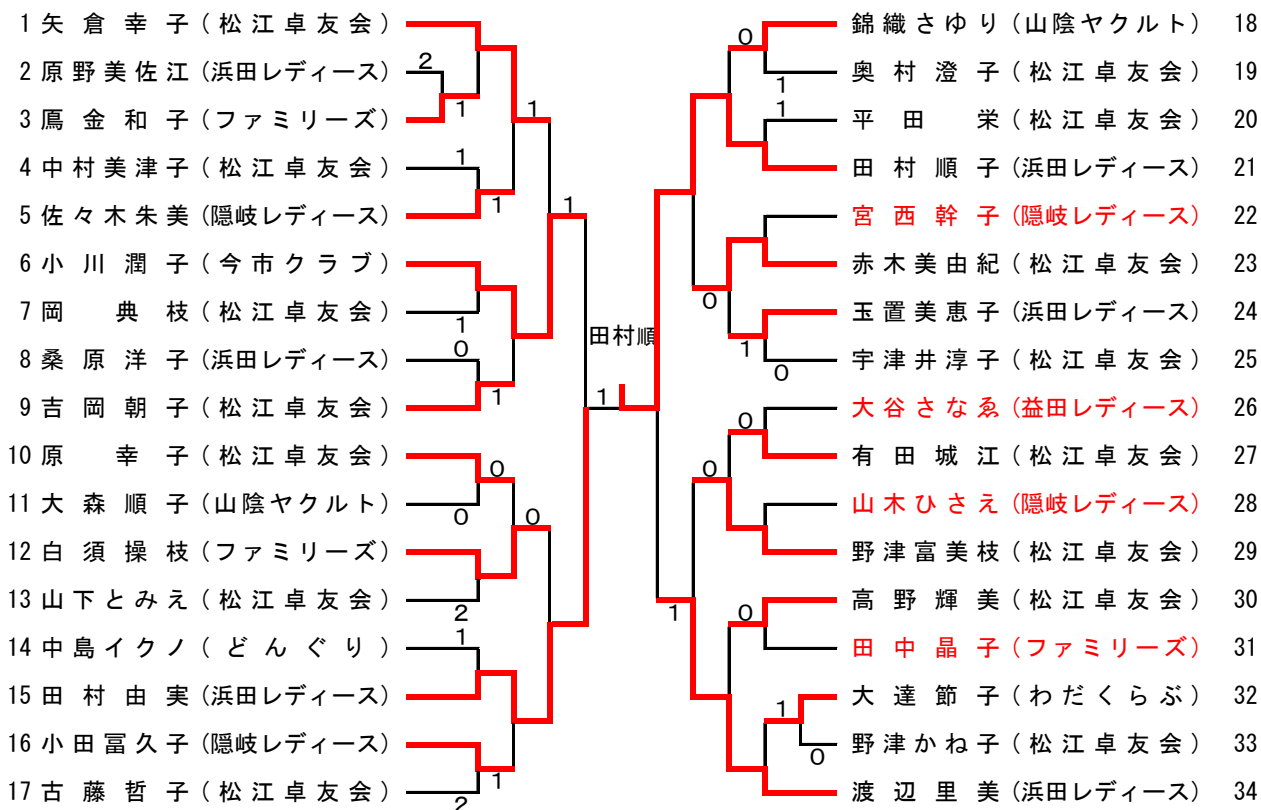 1 矢倉幸子 (松江卓友会)
2 原野美佐江 (浜田レディース)
2
3 鳫金和子 (ファミリーズ)
1
1
4 中村美津子 (松江卓友会)
1
5 佐々木朱美 (隠岐レディース)
1
1
6 小川潤子 (今市クラブ)
7 岡典枝 (松江卓友会)
1
8 桑原洋子 (浜田レディース)
0
9 吉岡朝子 (松江卓友会)
1
10 原幸子 (松江卓友会)
0
11 大森順子 (山陰ヤクルト)
0
0
12 白須操枝 (ファミリーズ)
13 山下とみえ (松江卓友会)
2
14 中島イクノ (どんぐり)
1
15 田村由実 (浜田レディース)
16 小田冨久子 (隠岐レディース)
1
17 古藤哲子 (松江卓友会)
2
田村順
1
錦織さゆり (山陰ヤクルト) 18
0
奥村澄子 (松江卓友会) 19
1
平田栄 (松江卓友会) 20
1
田村順子 (浜田レディース) 21
宮西幹子 (隠岐レディース) 22
赤木美由紀 (松江卓友会) 23
0
玉置美恵子 (浜田レディース) 24
1
宇津井淳子 (松江卓友会) 25
0
大谷さなゑ (益田レディース) 26
0
有田城江 (松江卓友会) 27
0
山木ひさえ (隠岐レディース) 28
野津富美枝 (松江卓友会) 29
高野輝美 (松江卓友会) 30
0
1
田中晶子 (ファミリーズ) 31
大達節子 (わだくらぶ) 32
1
野津かね子 (松江卓友会) 33
0
渡辺里美 (浜田レディース) 34